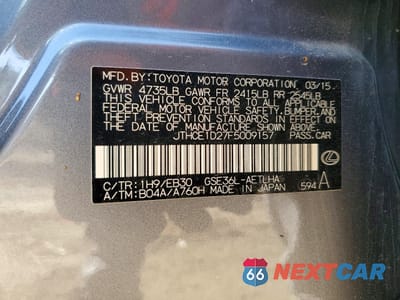 MFD. BY: TOYOTA MOTOR CORPORATION 03/15
GVWR 4735LB GAWR FR 2415LB RR 2645LB
THIS VEHICLE CONFORMS TO ALL APPLICABLE
FEDERAL MOTOR VEHICLE SAFETY, BUMPER, AND
THEFT PREVENTION STANDARDS IN EFFECT ON
THE DATE OF MANUFACTURE SHOWN ABOVE.
JTHCE1D27F5009157 PASS.CAR
C/TR: 1H9/EB30 GSE36L-AETLHA
A/TM: B04A/A760H MADE IN JAPAN 594 A
66 NEXTCAR